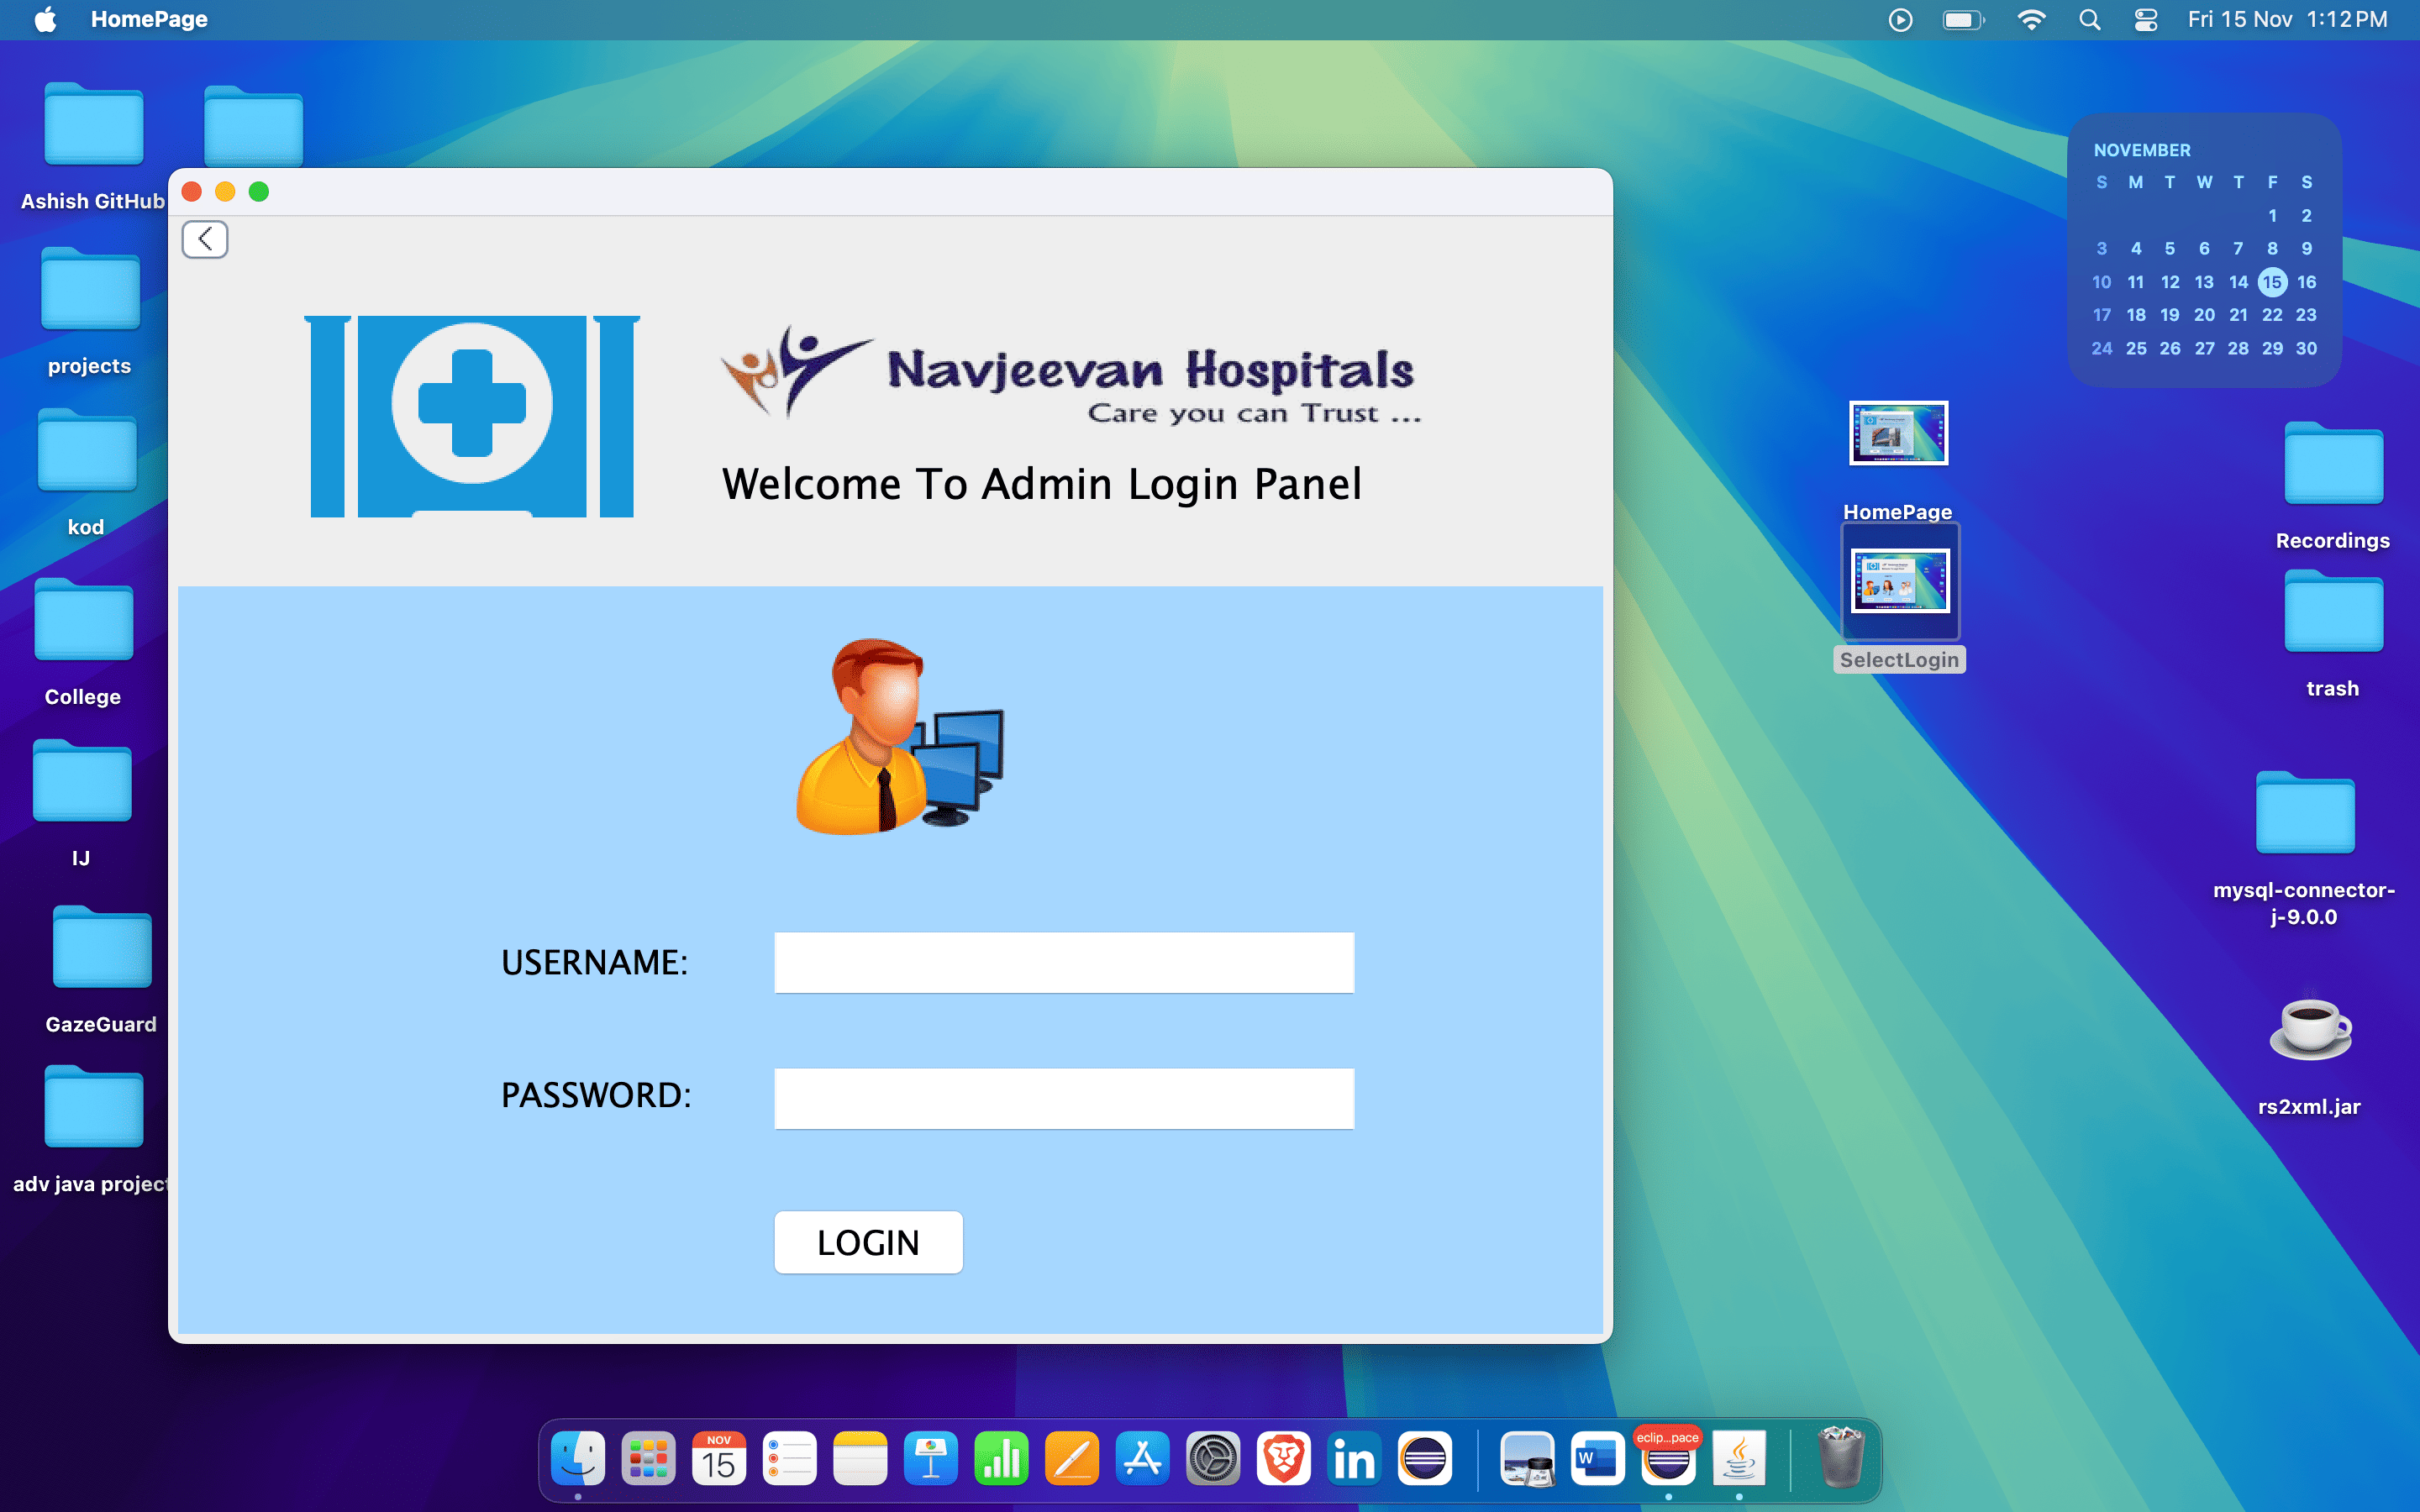 HomePage
Fri 15 Nov 1:12 PM
Ashish GitHub
projects
kod
College
IJ
GazeGuard
adv java project
Navjeevan Hospitals
Care you can Trust ...
Welcome To Admin Login Panel
USERNAME:
PASSWORD:
LOGIN
NOVEMBER
S M T W T F S
1 2
3 4 5 6 7 8 9
10 11 12 13 14 15 16
17 18 19 20 21 22 23
24 25 26 27 28 29 30
HomePage
SelectLogin
Recordings
trash
mysql-connector-
j-9.0.0
rs2xml.jar
NOV
15
in
W
eclip...pace